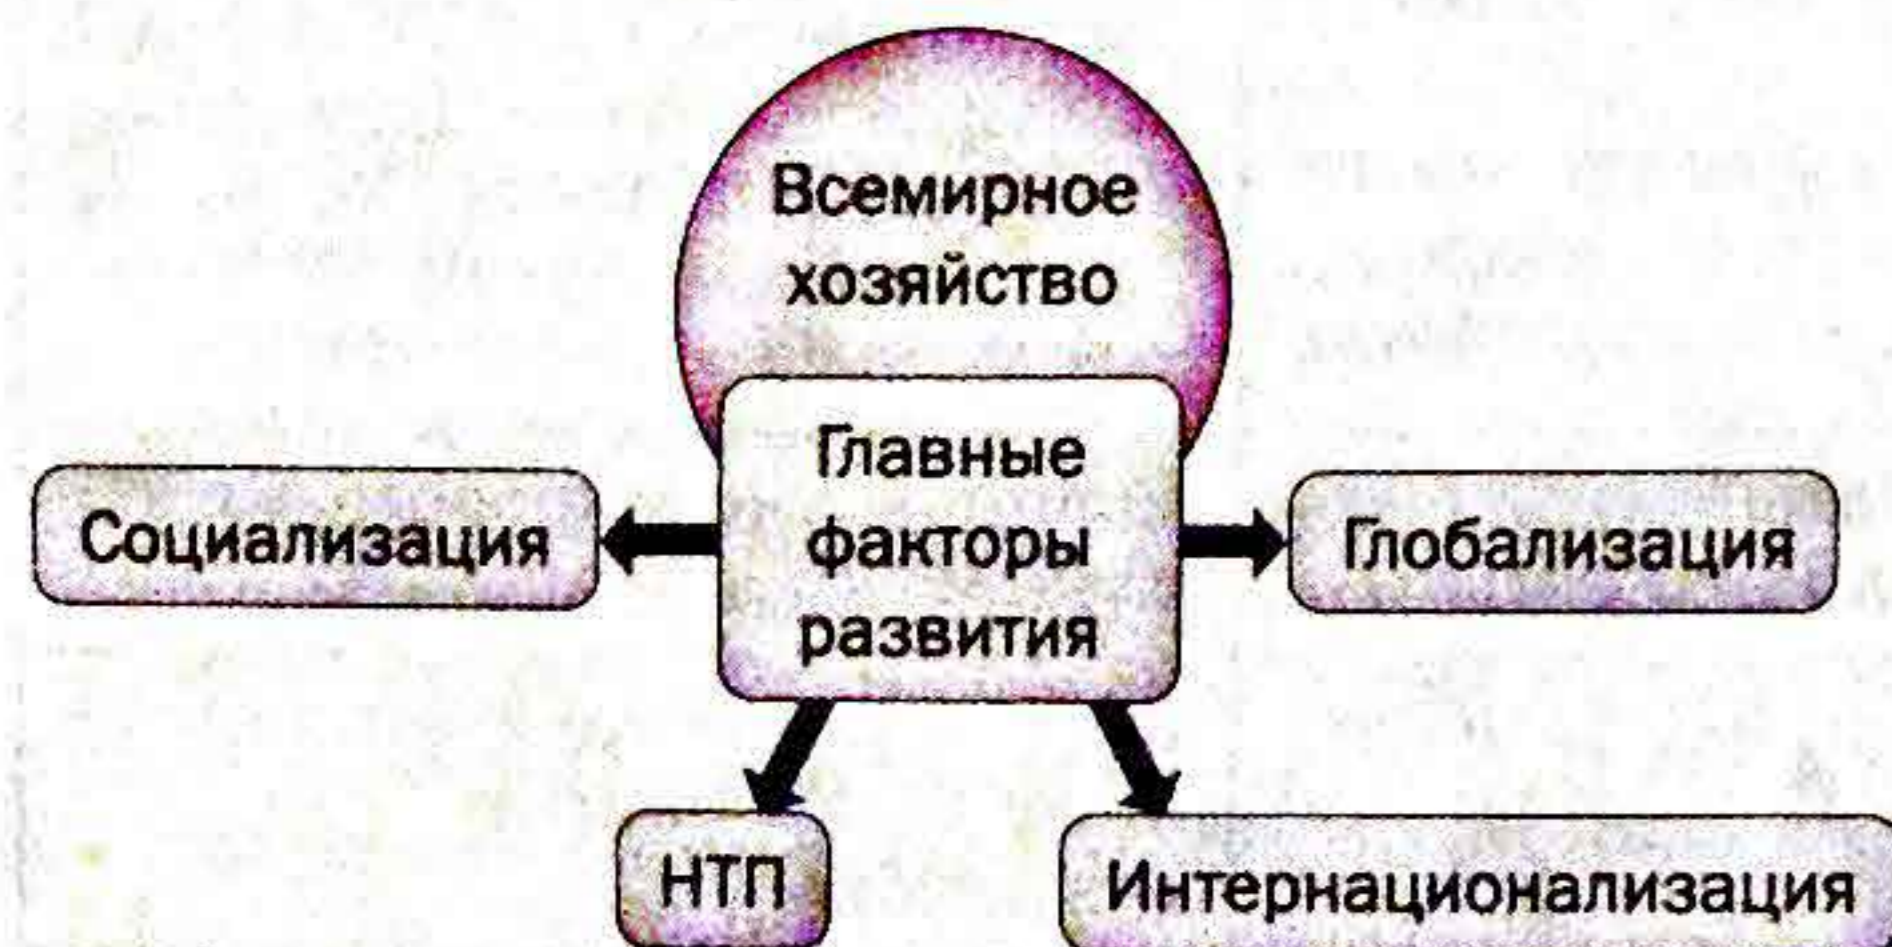 Всемирное
хозяйство
Главные
факторы
развития
Социализация
Глобализация
НТП
Интернационализация